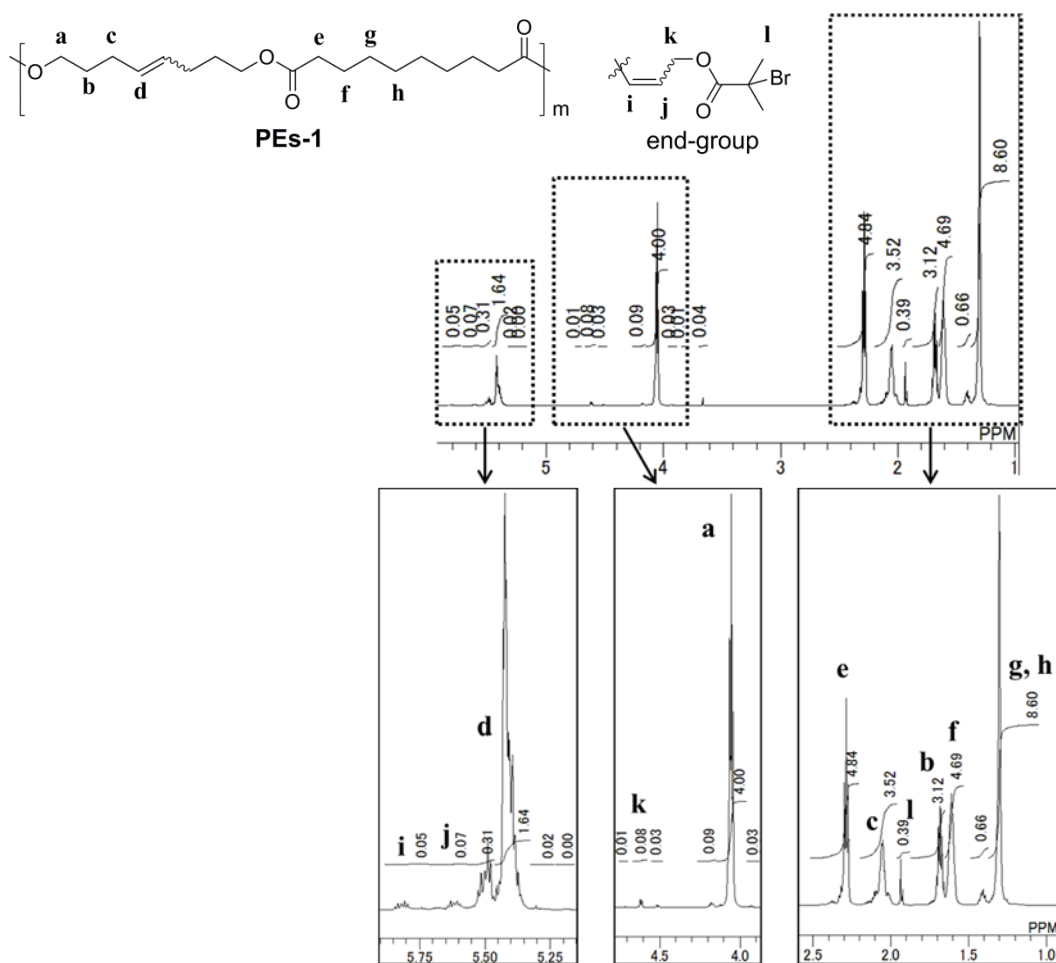 a
c
e
g
O
O
O
O
b
d
f
h
m
PEs-1
k
l
O
O
Br
i
j
end-group
0.05
0.07
0.31
1.64
0.02
0.00
0.01
0.08
0.03
0.09
4.00
0.03
0.01
0.04
4.84
3.52
0.39
3.12
4.69
0.66
8.60
PPM
5
4
3
2
1
i
0.05
j
0.07
0.31
d
1.64
0.02
0.00
5.75
5.50
5.25
k
0.01
0.08
0.03
0.09
a
4.00
0.03
4.5
4.0
e
4.84
c
3.52
l
0.39
b
3.12
f
4.69
0.66
g, h
8.60
PPM
2.5
2.0
1.5
1.0